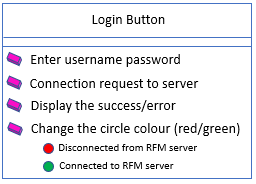 Login Button
Enter username password
Connection request to server
Display the success/error
Change the circle colour (red/green)
Disconnected from RFM server
Connected to RFM server